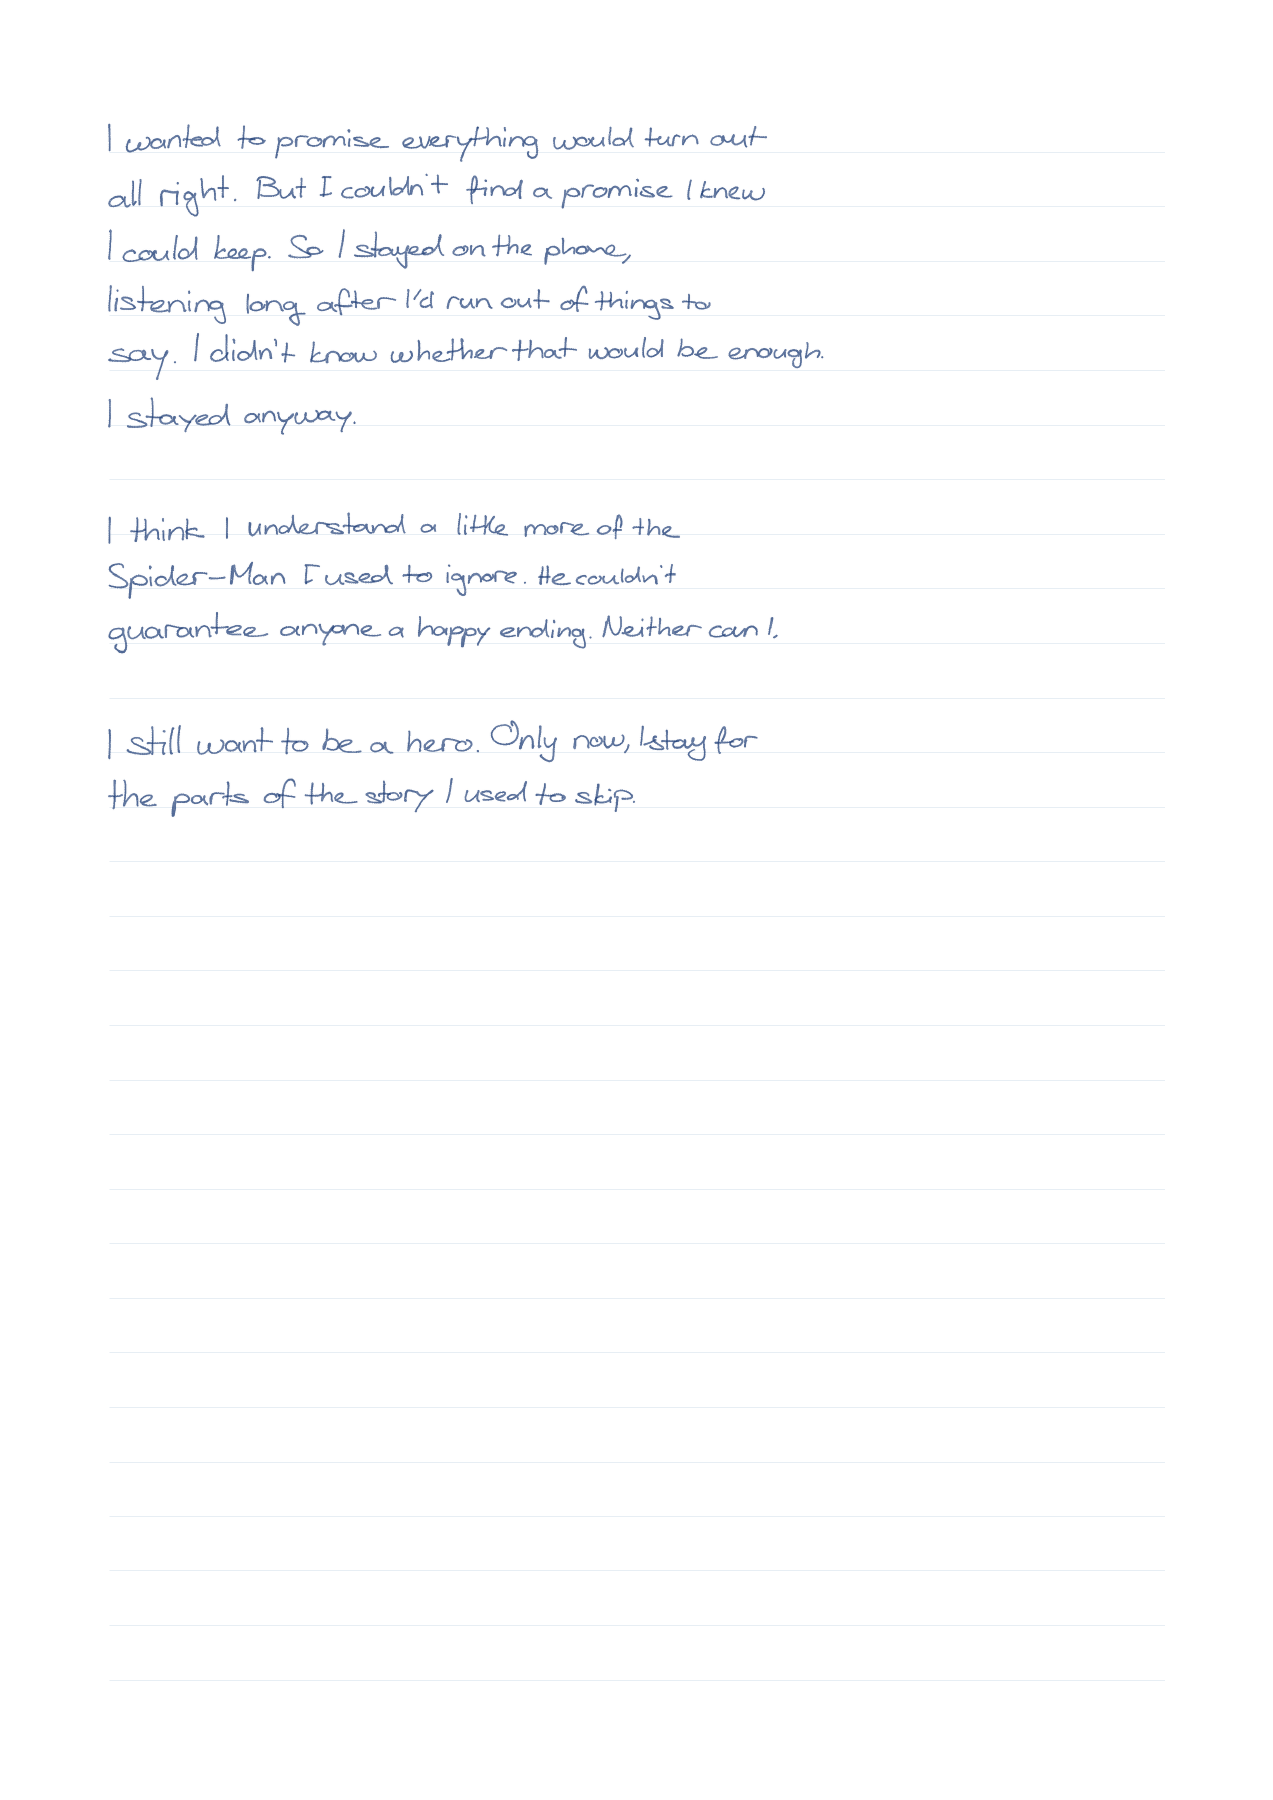 I wanted to promise everything would turn out
all right. But I couldn't find a promise I knew
I could keep. So I stayed on the phone,
listening long after I'd run out of things to
say. I didn't know whether that would be enough.
I stayed anyway.
I think I understand a little more of the
Spider-Man I used to ignore. He couldn't
guarantee anyone a happy ending. Neither can I.
I still want to be a hero. Only now, I stay for
the parts of the story I used to skip.